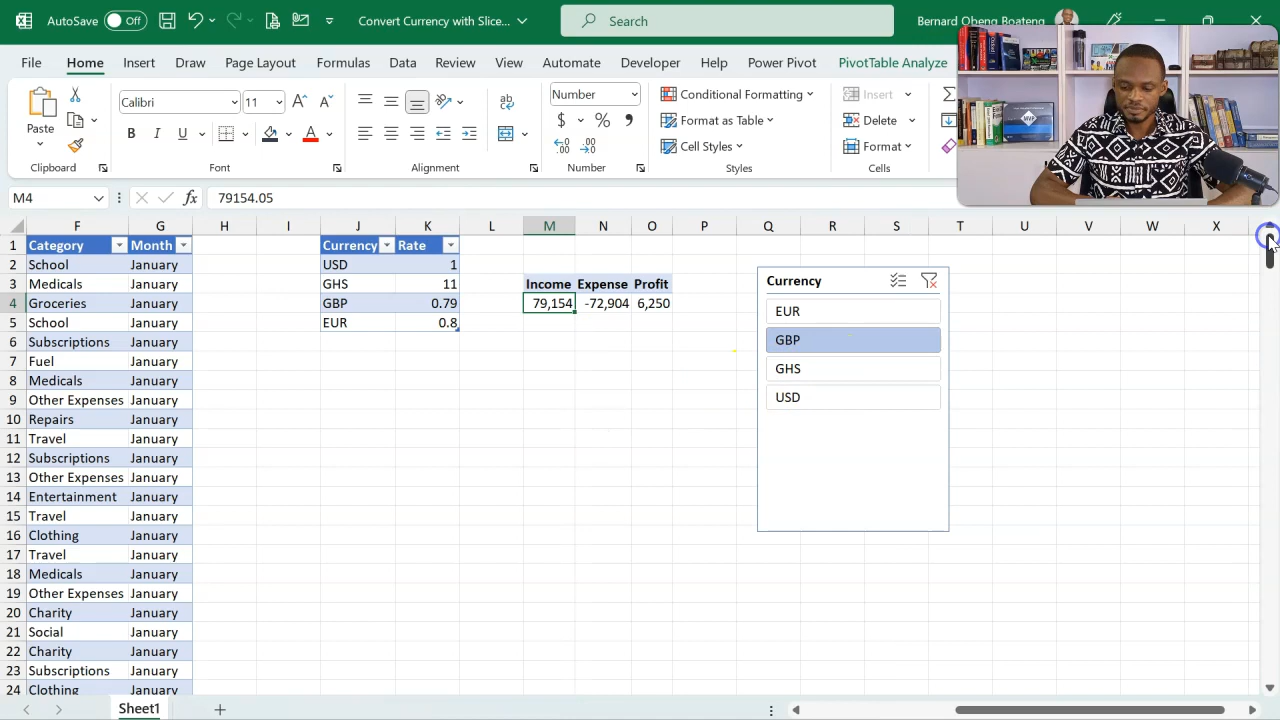 AutoSave Off Convert Currency with Slice... Search Bernard Obeng Boateng
File Home Insert Draw Page Layout Formulas Data Review View Automate Developer Help Power Pivot PivotTable Analyze
Paste Calibri 11 Number Conditional Formatting Insert
B I U A ab $ % Format as Table Delete
Cell Styles Format
Clipboard Font Alignment Number Styles Cells
M4 fx 79154.05
F G H I J K L M N O P Q R S T U V W X
1 Category Month Currency Rate
2 School January USD 1
3 Medicals January GHS 11 Income Expense Profit
4 Groceries January GBP 0.79 79,154 -72,904 6,250
5 School January EUR 0.8
6 Subscriptions January
7 Fuel January
8 Medicals January
9 Other Expenses January
10 Repairs January
11 Travel January
12 Subscriptions January
13 Other Expenses January
14 Entertainment January
15 Travel January
16 Clothing January
17 Travel January
18 Medicals January
19 Other Expenses January
20 Charity January
21 Social January
22 Charity January
23 Subscriptions January
24 Clothing January
Currency
EUR
GBP
GHS
USD
Sheet1